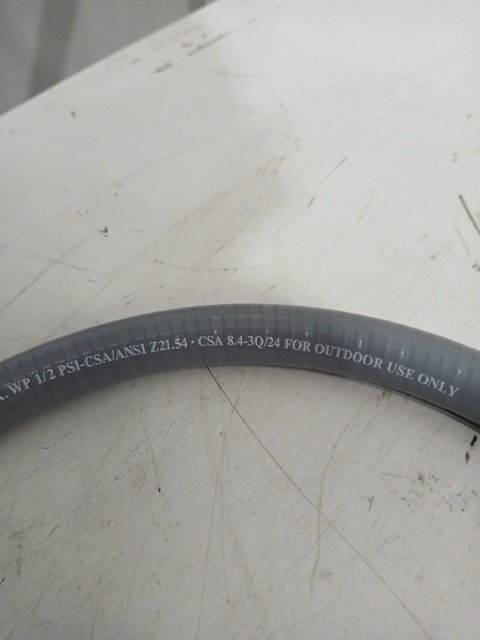 . WP 1/2 PSI-CSA/ANSI Z21.54 · CSA 8.4-3Q/24 FOR OUTDOOR USE ONLY